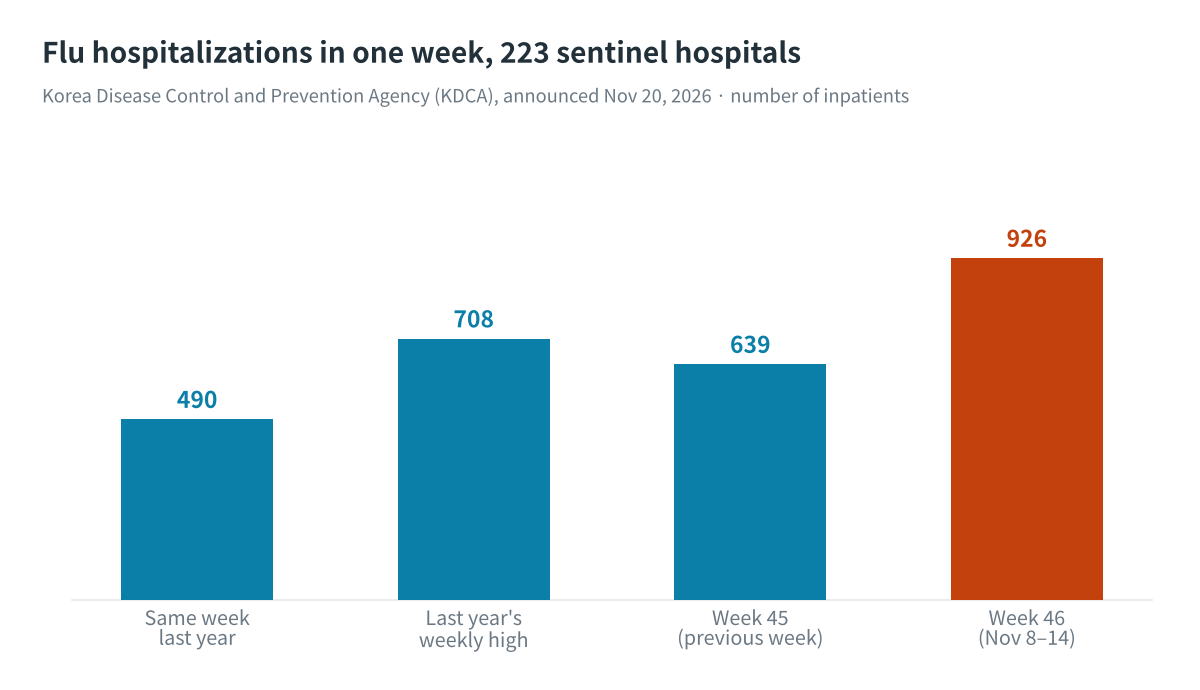 Flu hospitalizations in one week, 223 sentinel hospitals
Korea Disease Control and Prevention Agency (KDCA), announced Nov 20, 2026 · number of inpatients
490
708
639
926
Same week
last year
Last year's
weekly high
Week 45
(previous week)
Week 46
(Nov 8–14)